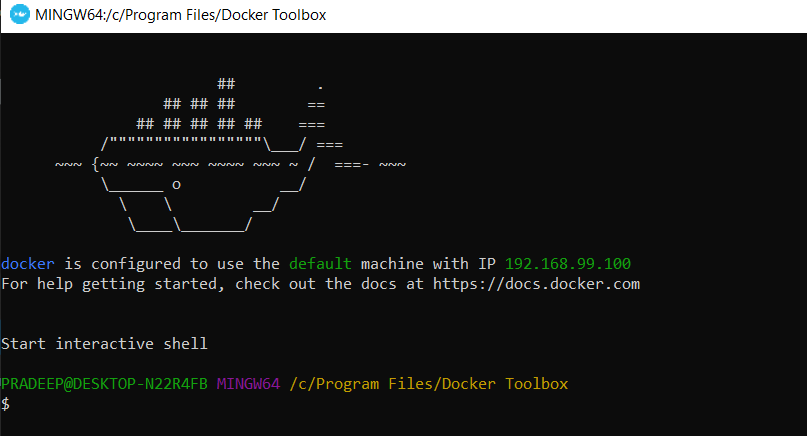 MINGW64:/c/Program Files/Docker Toolbox
                        ##         .
                  ## ## ##        ==
               ## ## ## ## ##    ===
           /"""""""""""""""""\___/ ===
      ~~~ {~~ ~~~~ ~~~ ~~~~ ~~~ ~ /  ===- ~~~
           \______ o           __/
             \    \         __/
              \____\_______/
docker is configured to use the default machine with IP 192.168.99.100
For help getting started, check out the docs at https://docs.docker.com
Start interactive shell
PRADEEP@DESKTOP-N22R4FB MINGW64 /c/Program Files/Docker Toolbox
$